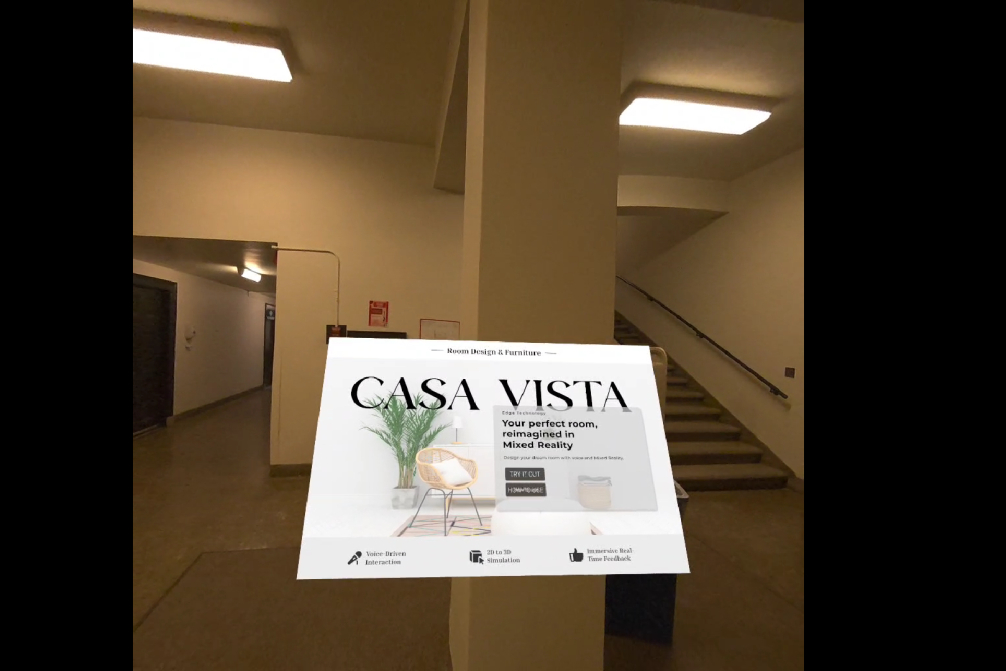 Room Design & Furniture
CASA VISTA
Edge Technology
Your perfect room,
reimagined in
Mixed Reality
Design your dream room with voice and Mixed Reality.
TRY IT OUT
Voice-Driven
Interaction
2D to 3D
Simulation
Immersive Real-
Time Feedback